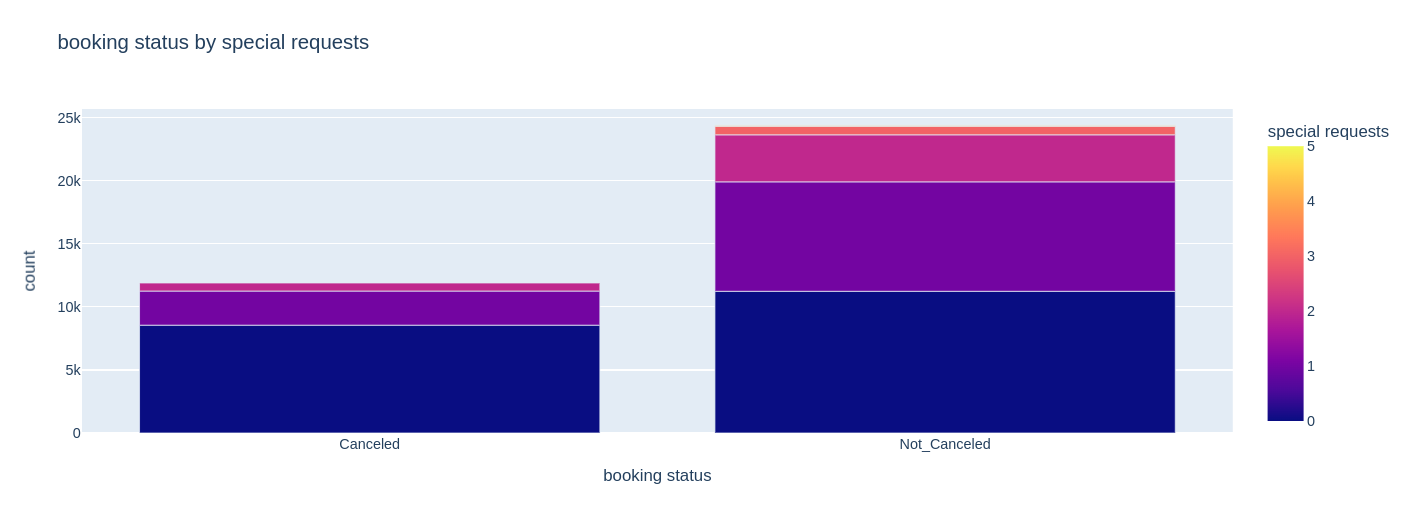 booking status by special requests
25k
20k
15k
10k
5k
0
count
Canceled
Not_Canceled
booking status
special requests
5
4
3
2
1
0